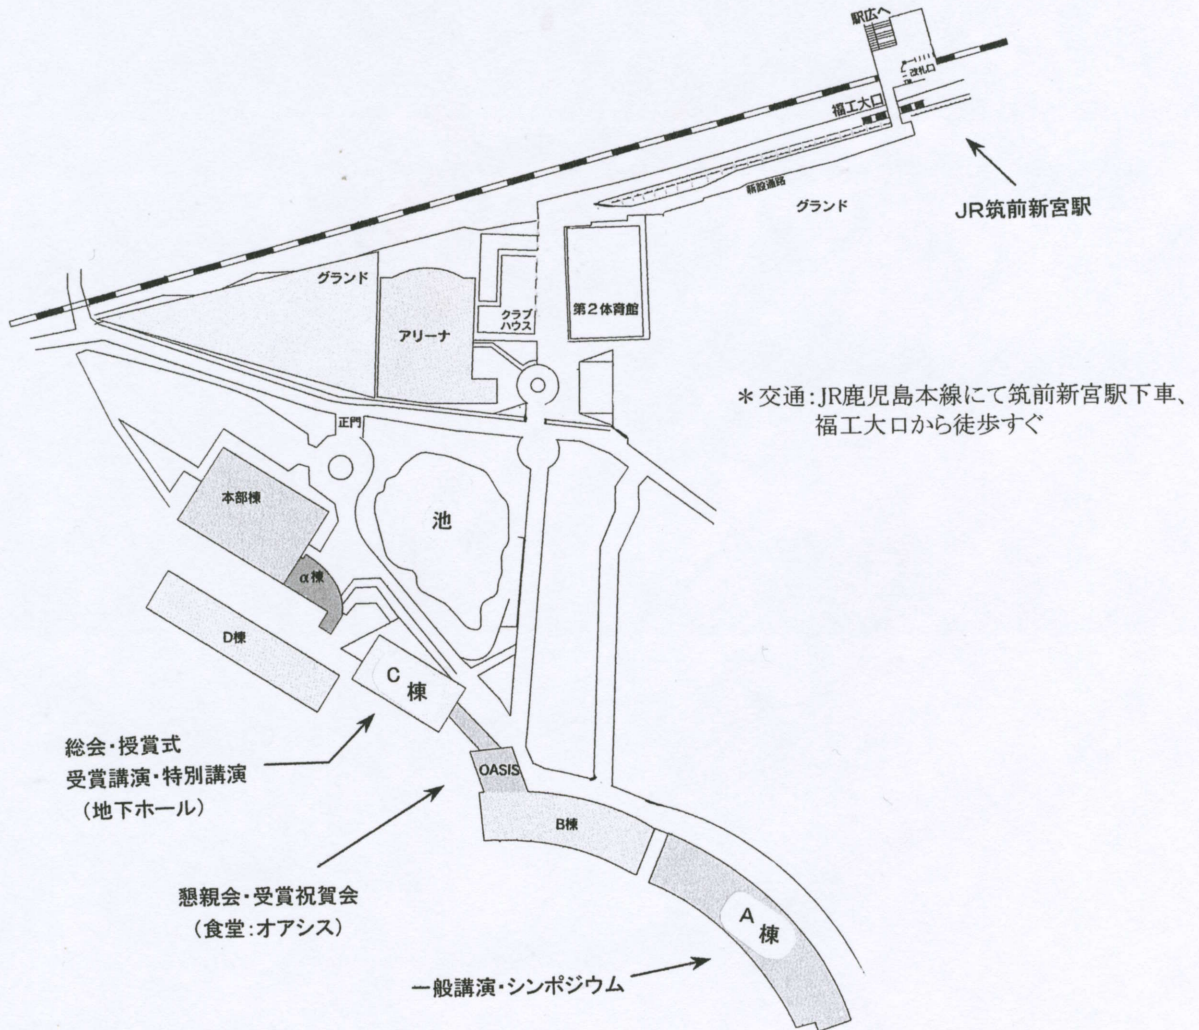 駅広へ
改札口
福工大口
新設通路
グランド
JR筑前新宮駅
グランド
アリーナ
クラブ
ハウス
第2体育館
*交通:JR鹿児島本線にて筑前新宮駅下車、
福工大口から徒歩すぐ
正門
本部棟
池
α棟
D棟
C棟
総会・授賞式
受賞講演・特別講演
(地下ホール)
OASIS
B棟
懇親会・受賞祝賀会
(食堂:オアシス)
A棟
一般講演・シンポジウム